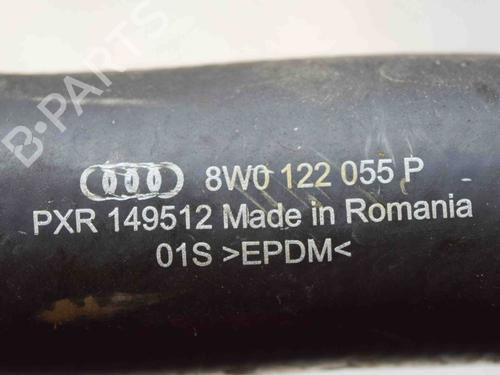 B-PARTS
8W0 122 055 P
PXR 149512 Made in Romania
01S >EPDM<